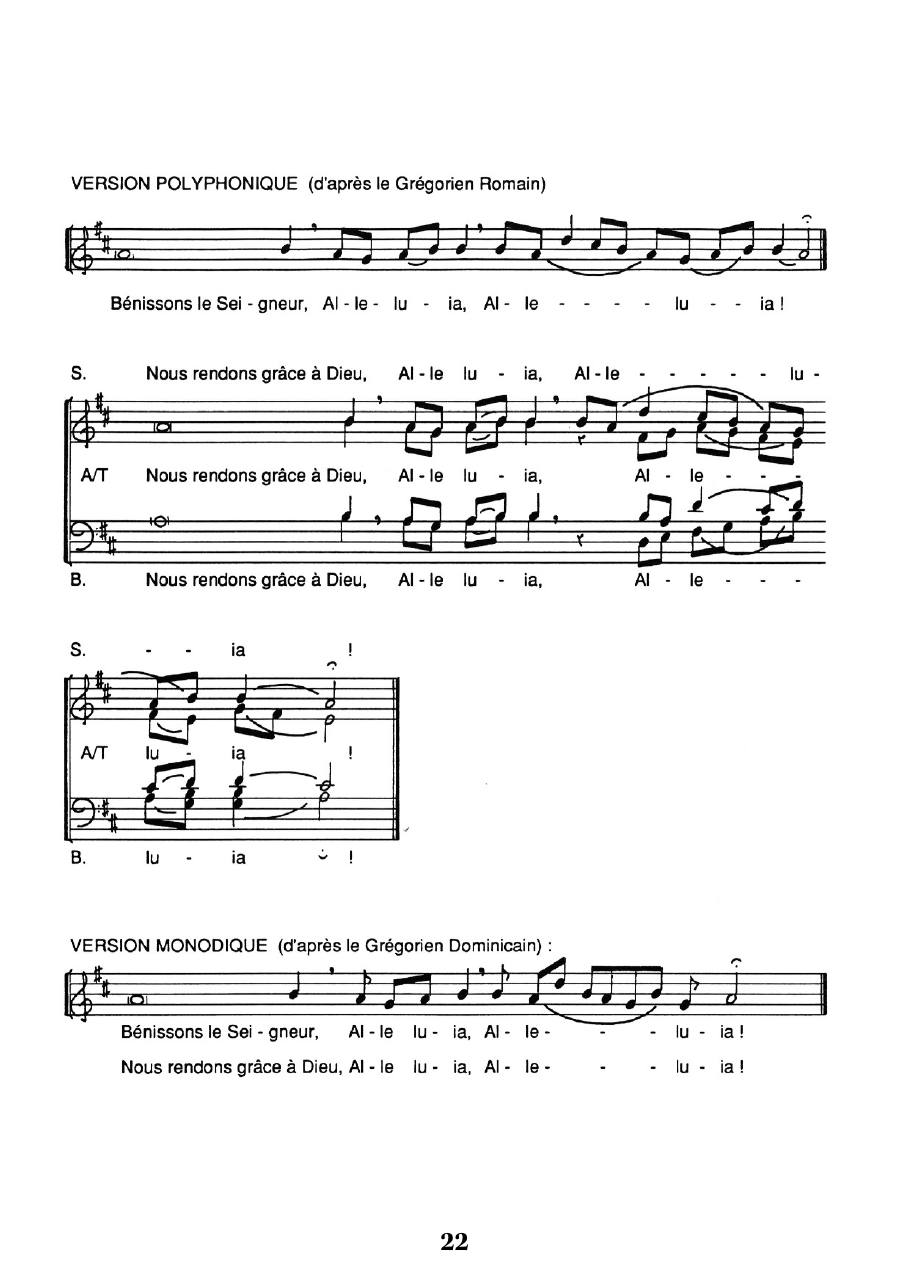 VERSION POLYPHONIQUE (d'après le Grégorien Romain)
Bénissons le Sei - gneur, Al - le - lu - ia, Al - le - - - - lu - - ia !
S. Nous rendons grâce à Dieu, Al - le lu - ia, Al - le - - - - - lu -
A/T Nous rendons grâce à Dieu, Al - le lu - ia, Al - le - - -
B. Nous rendons grâce à Dieu, Al - le lu - ia, Al - le - - -
S. - - ia !
A/T lu - ia !
B. lu - ia !
VERSION MONODIQUE (d'après le Grégorien Dominicain) :
Bénissons le Sei - gneur, Al - le lu - ia, Al - le - - - lu - ia !
Nous rendons grâce à Dieu, Al - le lu - ia, Al - le - - - lu - ia !
22